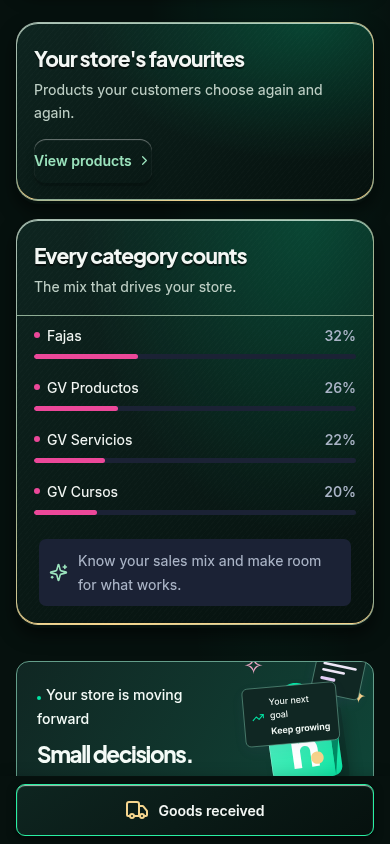 Your store's favourites
Products your customers choose again and
again.
View products
Every category counts
The mix that drives your store.
Fajas 32%
GV Productos 26%
GV Servicios 22%
GV Cursos 20%
Know your sales mix and make room
for what works.
Your store is moving
forward
Small decisions.
Your next
goal
Keep growing
n
Goods received